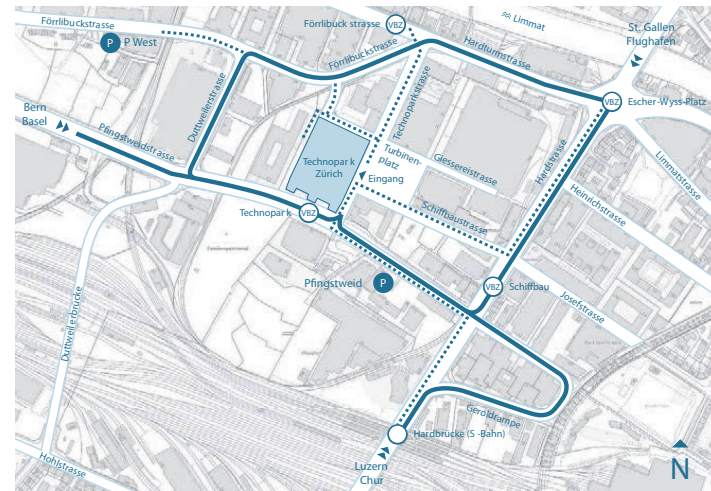 Förrlibuckstrasse
P
P West
Förrlibuck strasse
VBZ
Limmat
St. Gallen
Flughafen
Förrlibuckstrasse
Hardturmstrasse
VBZ
Escher-Wyss-Platz
Bern
Basel
Pfingstweidstrasse
Duttweilerstrasse
Technoparkstrasse
Technopark
Zürich
Turbinen-
platz
Giessereistrasse
Eingang
Hardstrasse
Limmatstrasse
Heinrichstrasse
Technopark
VBZ
Schiffbaustrasse
Pfingstweid
P
VBZ
Schiffbau
Josefstrasse
Duttweilerbrücke
Geroldrampe
Hardbrücke (S -Bahn)
Luzern
Chur
Hohlstrasse
N